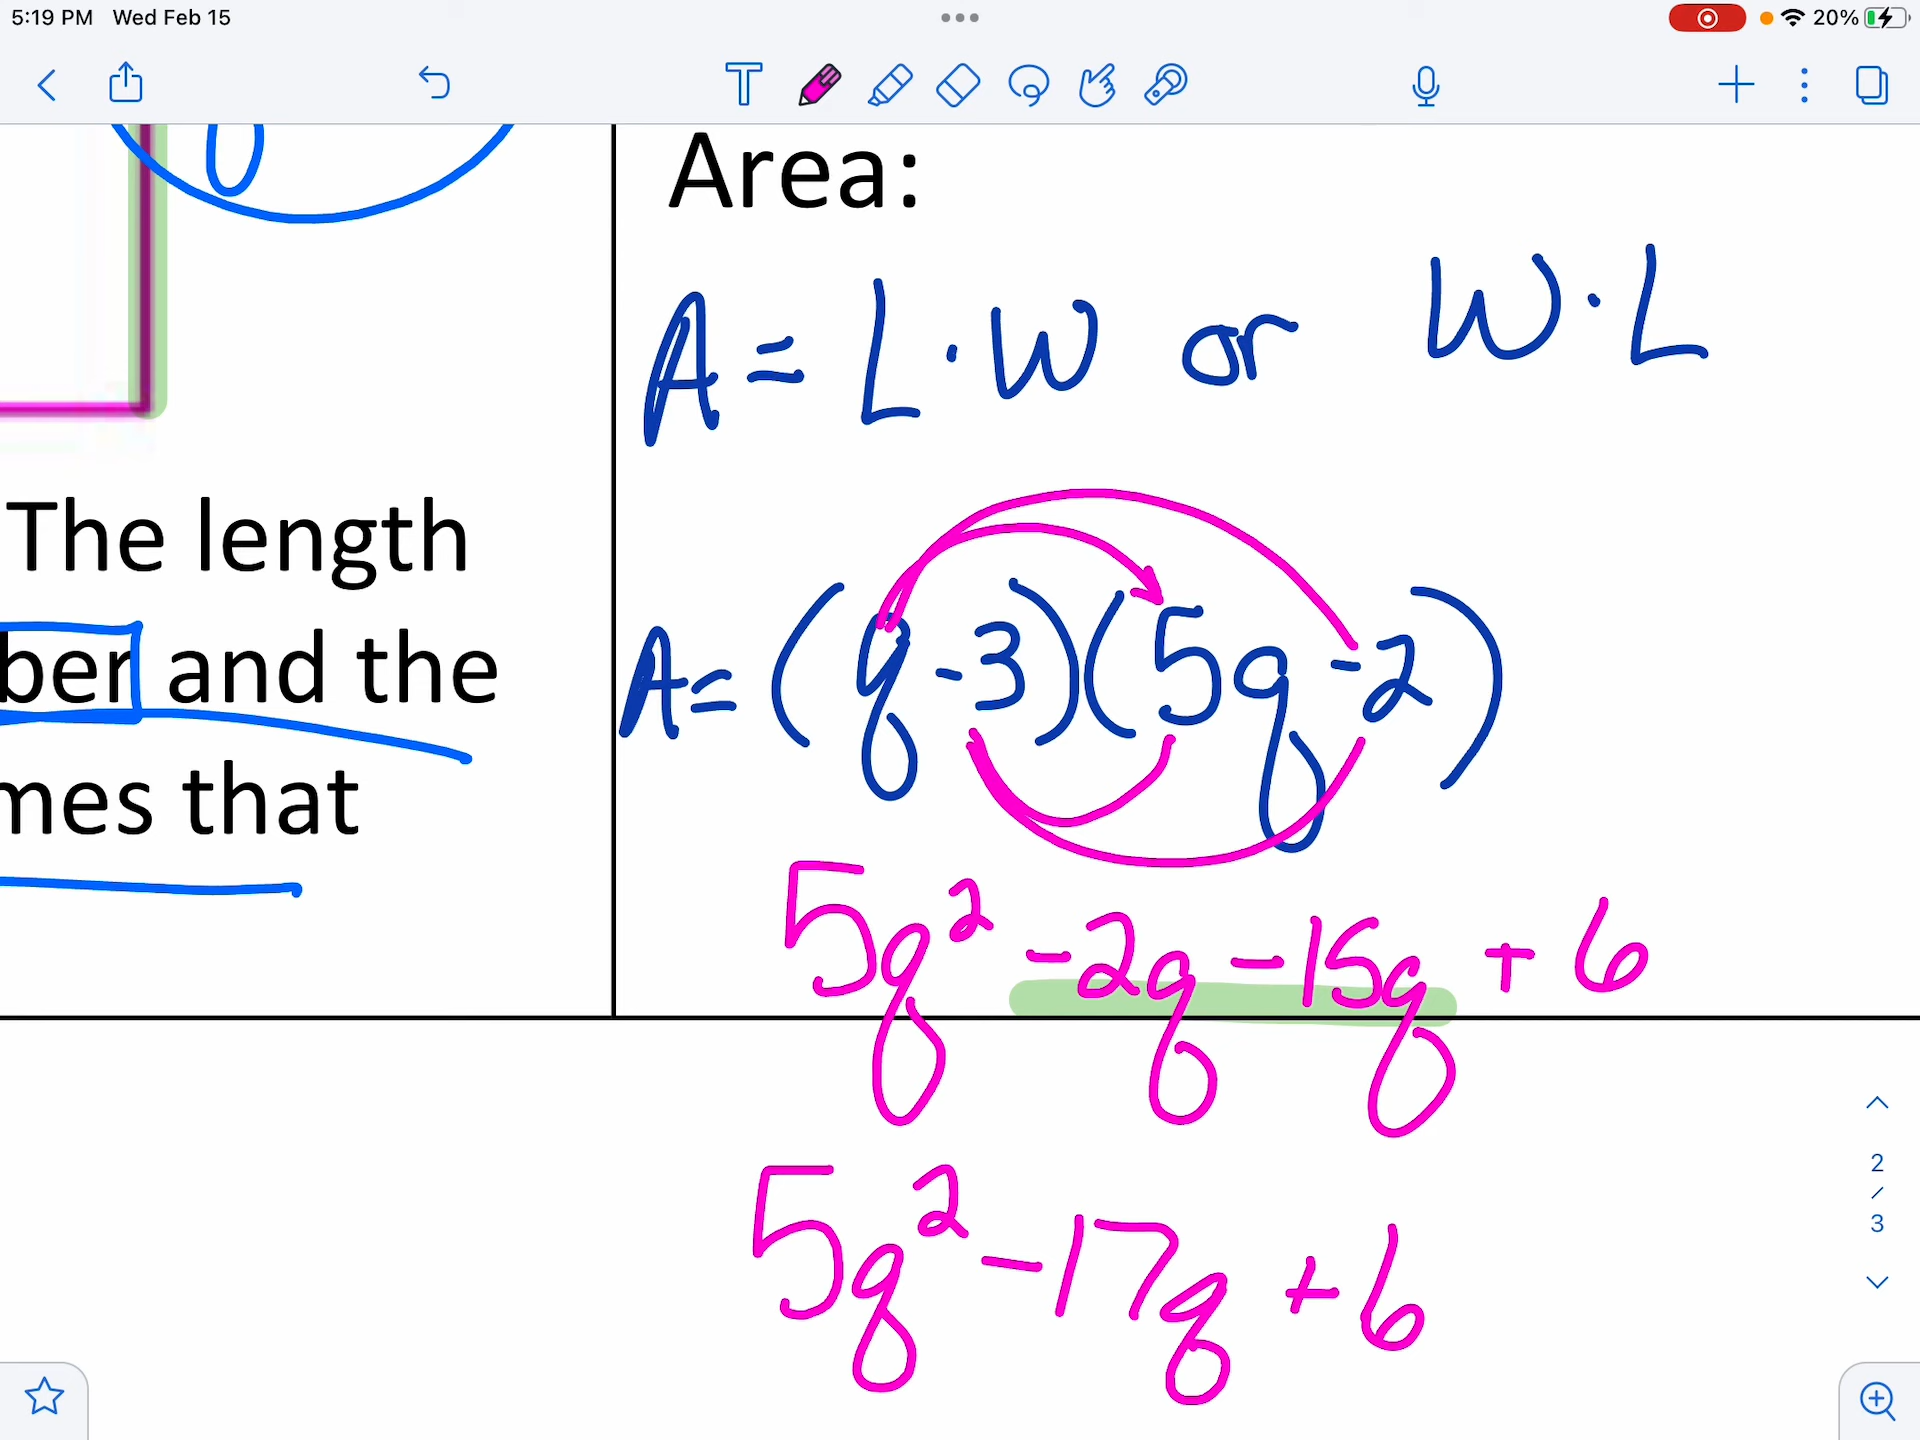 5:19 PM Wed Feb 15
20%
T
Area:
A = L · W or W · L
The length
ber and the
mes that
A = (g - 3)(5g - 2)
5g² - 2g - 15g + 6
5g² - 17g + 6
2
/
3